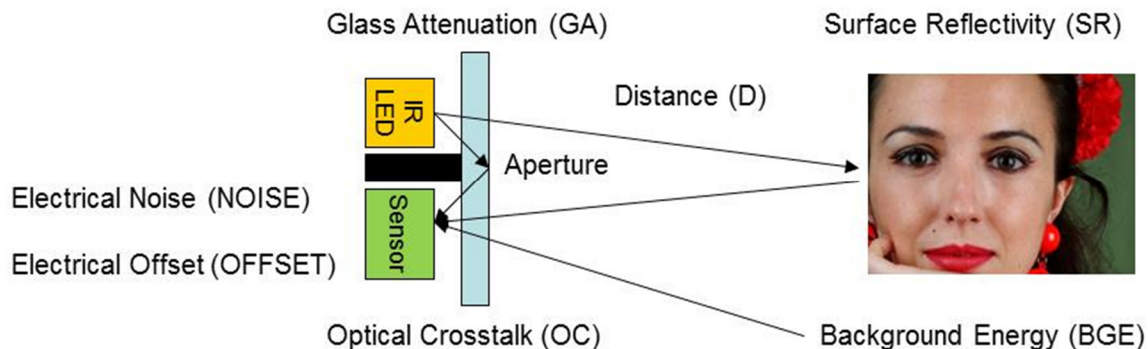 Glass Attenuation (GA)
Surface Reflectivity (SR)
IR
LED
Distance (D)
Aperture
Electrical Noise (NOISE)
Sensor
Electrical Offset (OFFSET)
Optical Crosstalk (OC)
Background Energy (BGE)